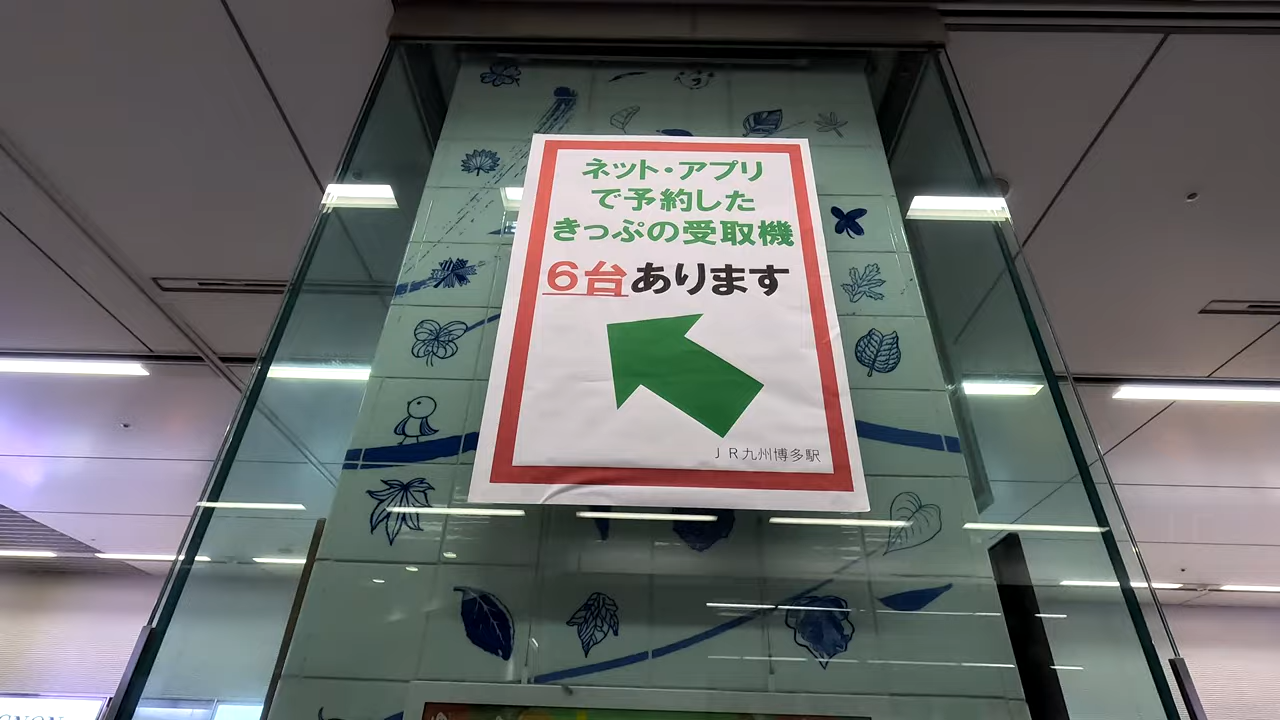 ネット・アプリ
で予約した
きっぷの受取機
6台あります
JR九州博多駅